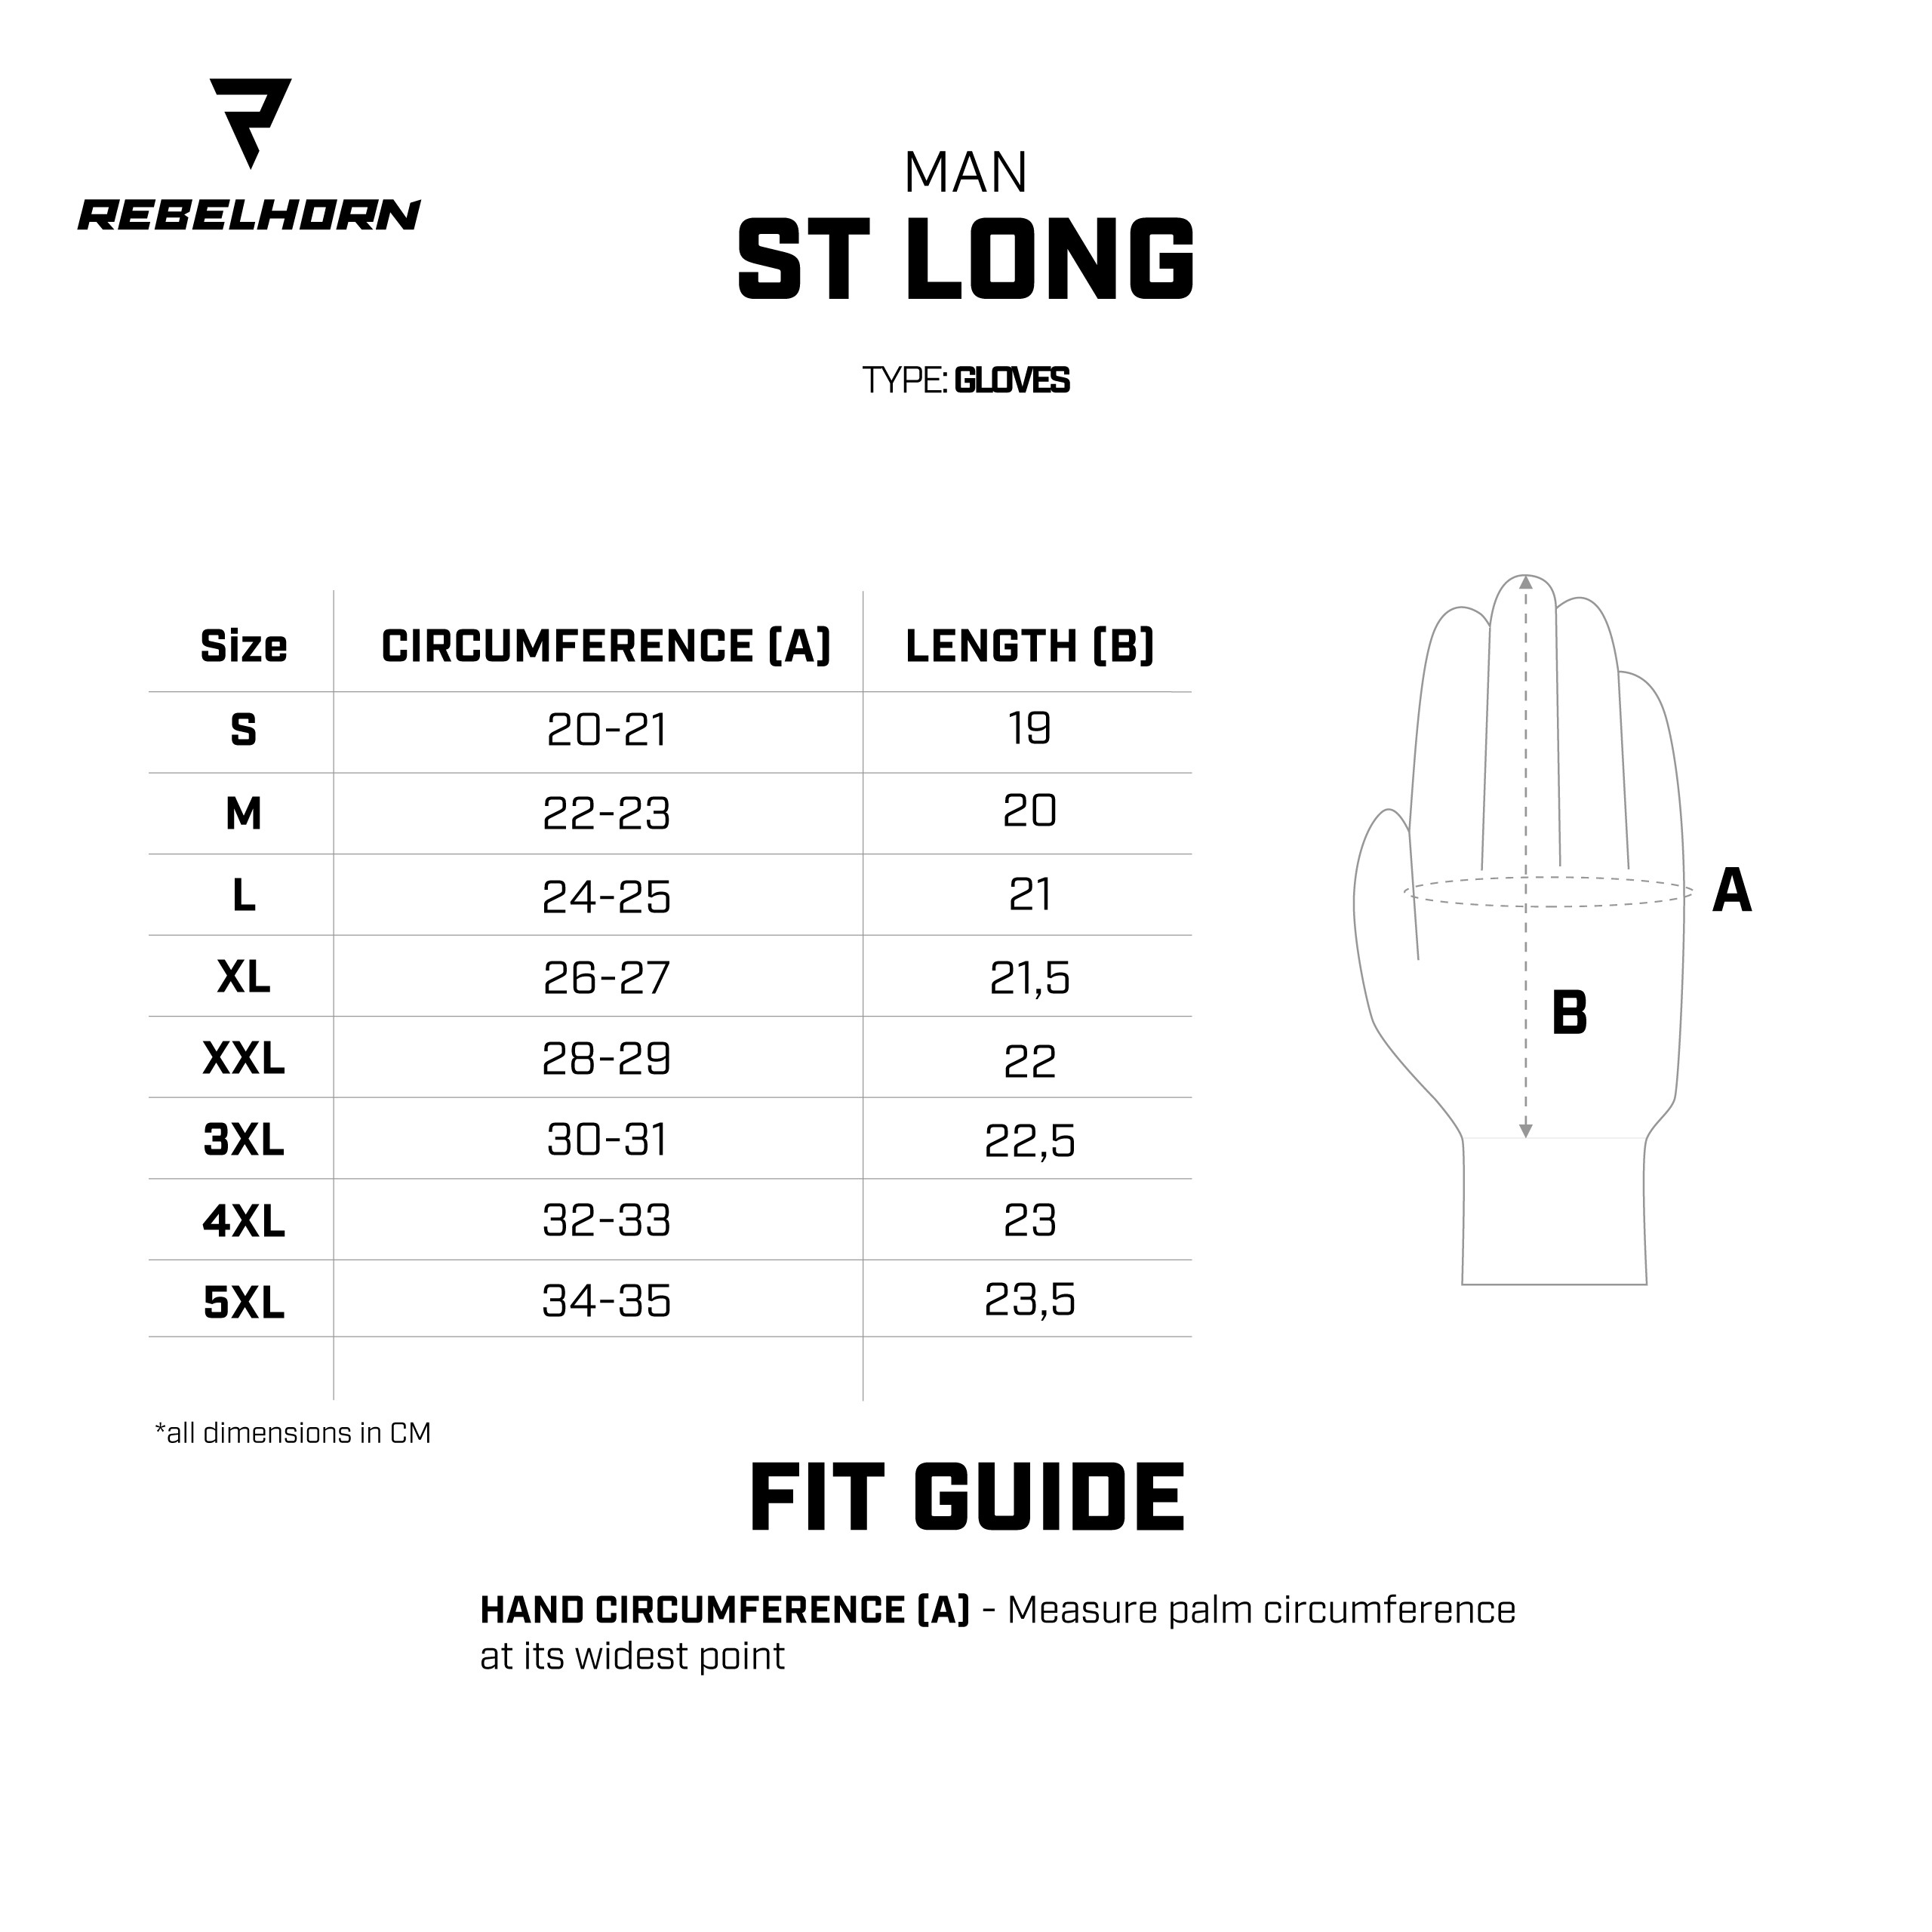 REBELHORN
MAN
ST LONG
TYPE: GLOVES
Size CIRCUMFERENCE (A) LENGTH (B)
S 20-21 19
M 22-23 20
L 24-25 21
XL 26-27 21,5
XXL 28-29 22
3XL 30-31 22,5
4XL 32-33 23
5XL 34-35 23,5
A
B
*all dimensions in CM
FIT GUIDE
HAND CIRCUMFERENCE (A) - Measure palm circumference
at its widest point